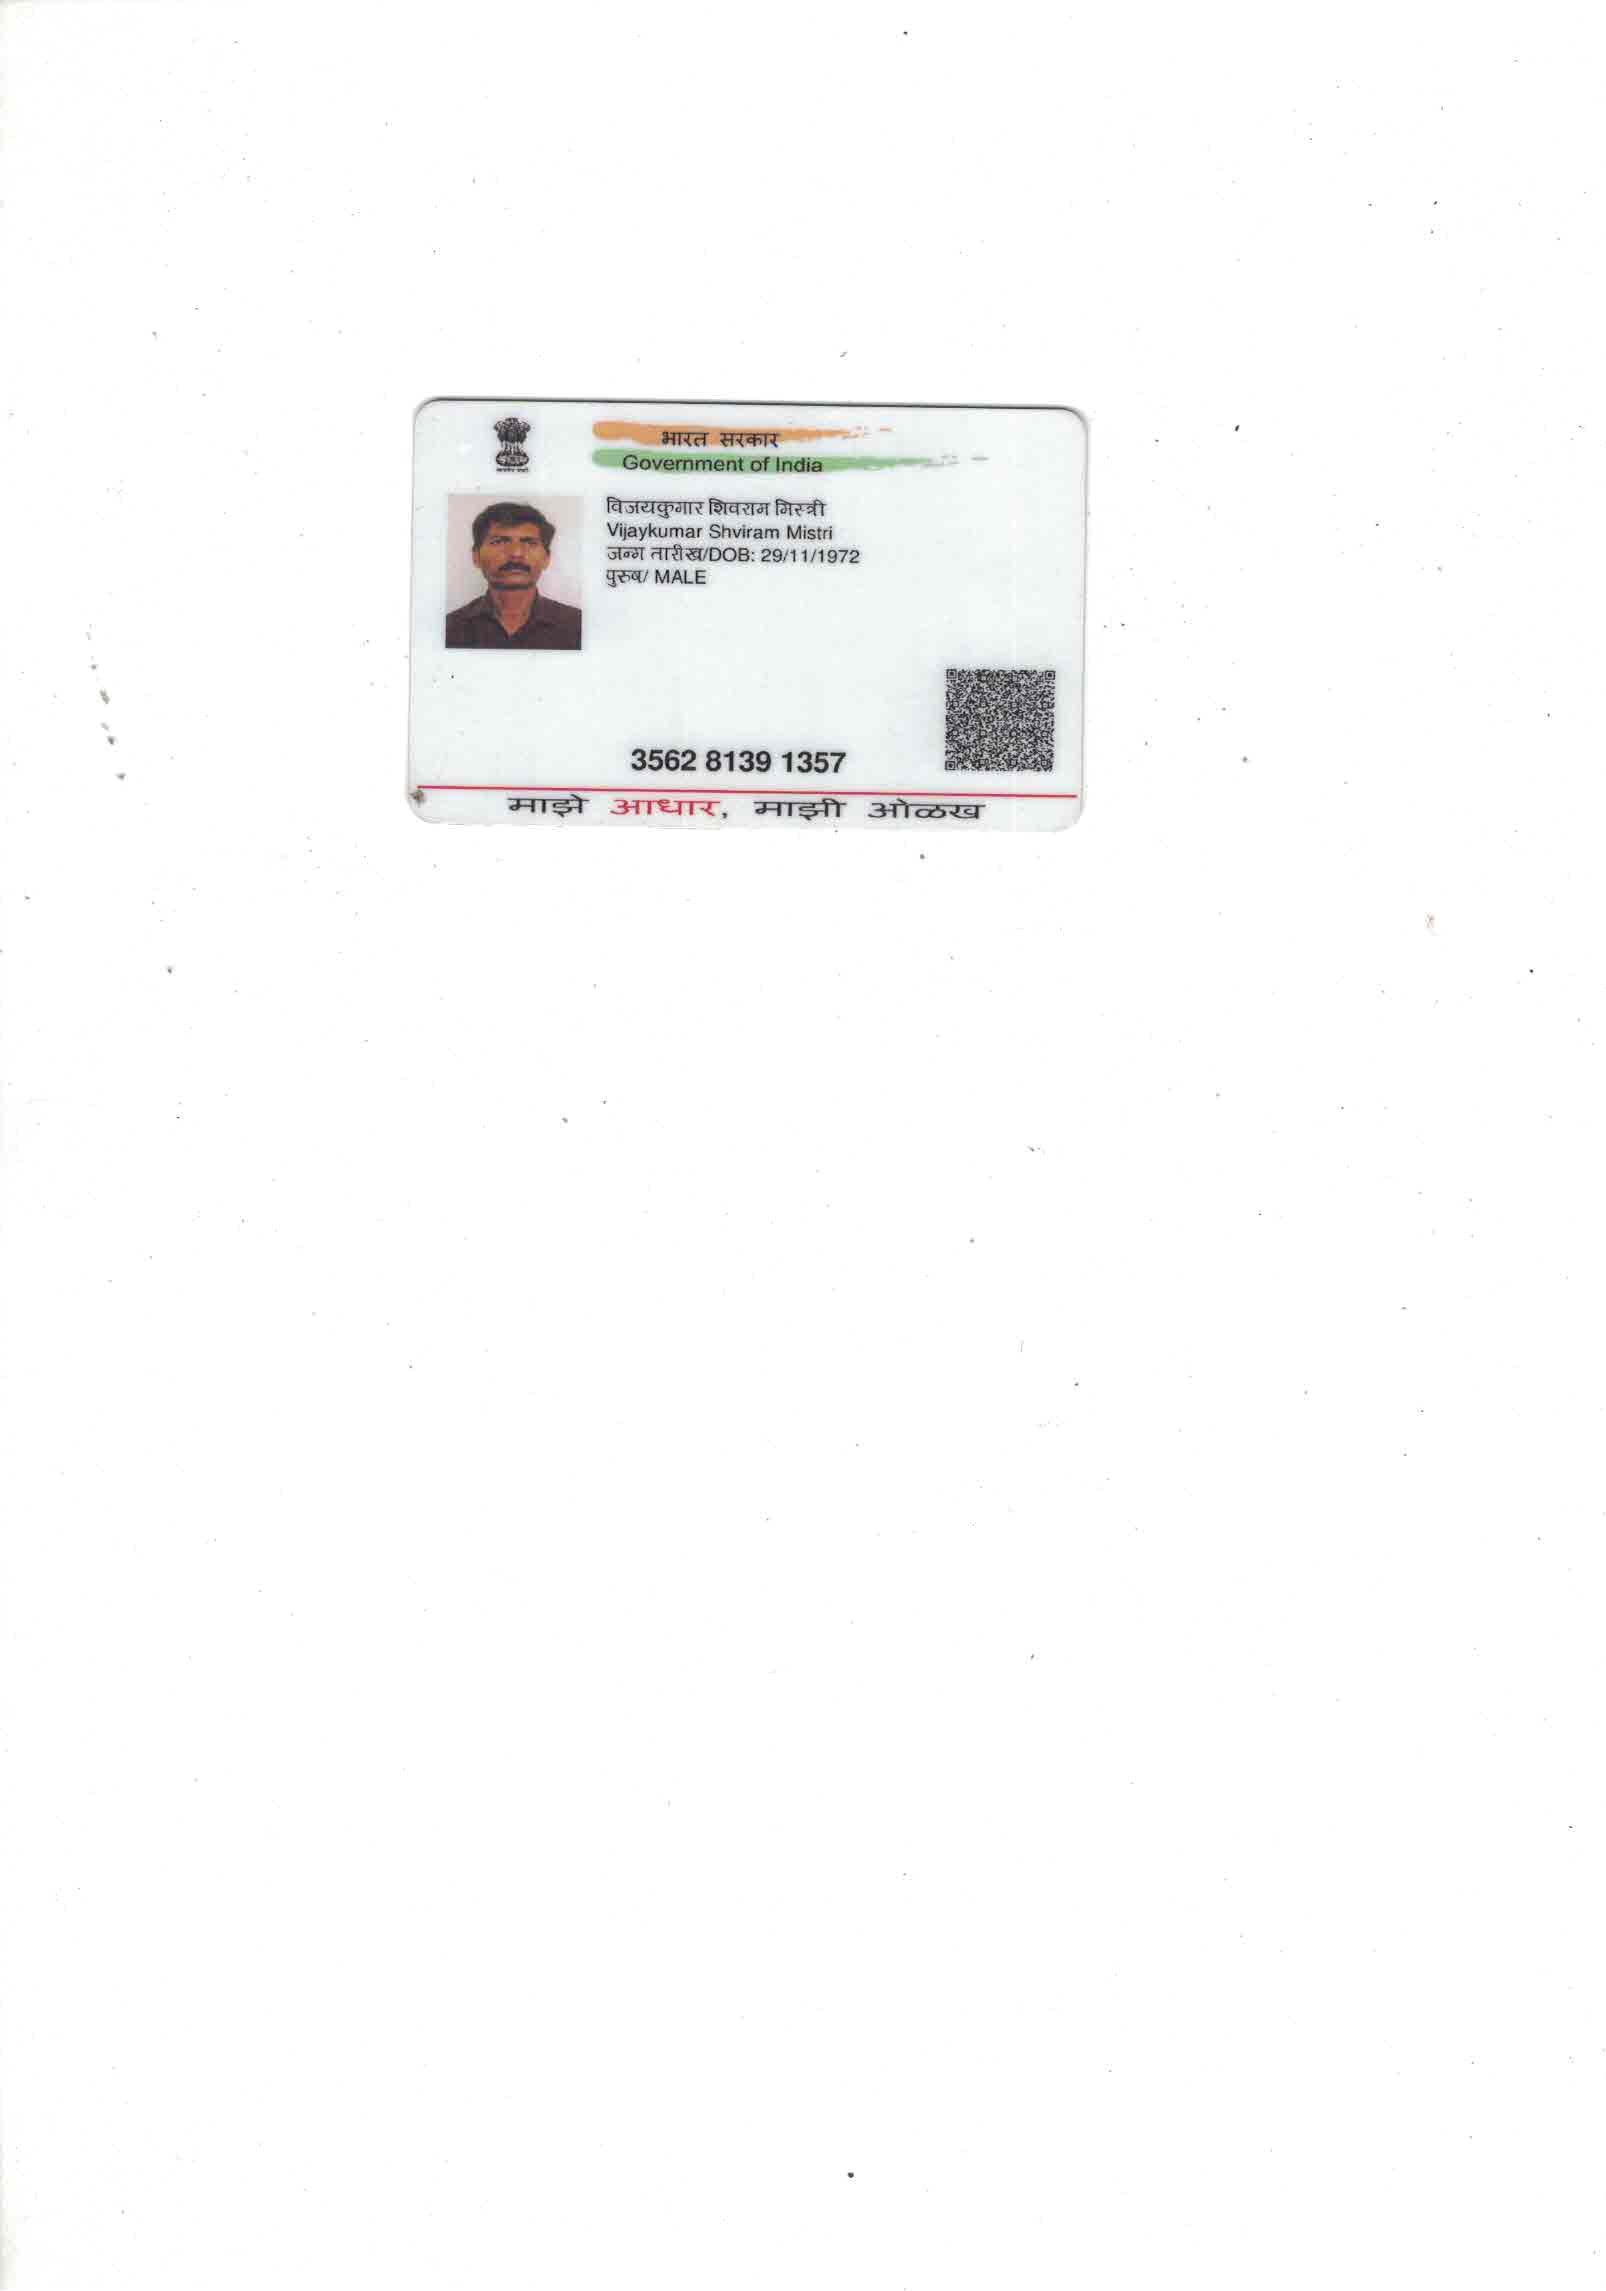 भारत सरकार
Government of India
विजयकुमार शिवराम मिस्त्री
Vijaykumar Shviram Mistri
जन्म तारीख/DOB: 29/11/1972
पुरुष/ MALE
3562 8139 1357
माझे आधार, माझी ओळख